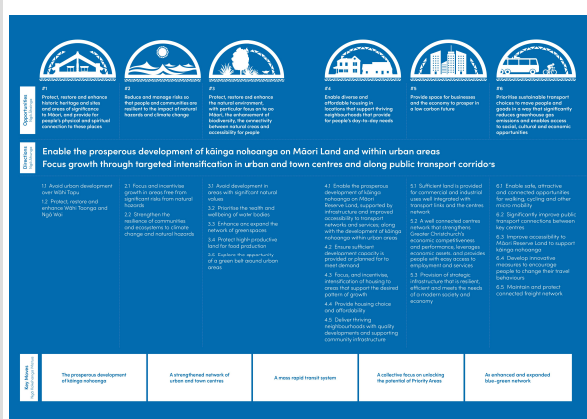 Opportunities
#1
Protect, restore and enhance
historic heritage and sites
and areas of significance
to Māori, and provide for
people's physical and spiritual
connection to these places
#2
Reduce and manage risks so
that people and communities are
resilient to the impact of natural
hazards and climate change
#3
Protect, restore and enhance
the natural environment,
with particular focus on te ao
Māori, the enhancement of
biodiversity, the connectivity
between natural areas and
accessibility for people
#4
Enable diverse and
affordable housing in
locations that support thriving
neighbourhoods that provide
for people's day-to-day needs
#5
Provide space for businesses
and the economy to prosper in
a low carbon future
#6
Prioritise sustainable transport
choices to move people and
goods in a way that significantly
reduces greenhouse gas
emissions and enables access
to social, cultural and economic
opportunities
Directions
Enable the prosperous development of kāinga nohoanga on Māori Land and within urban areas
Focus growth through targeted intensification in urban and town centres and along public transport corridors
1.1 Avoid urban development
over Wāhi Tapu
1.2 Protect, restore and
enhance Wāhi Taonga and
Ngā Wai
2.1 Focus and incentivise
growth in areas free from
significant risks from natural
hazards
2.2 Strengthen the
resilience of communities
and ecosystems to climate
change and natural hazards
3.1 Avoid development in
areas with significant natural
values
3.2 Prioritise the health and
wellbeing of water bodies
3.3 Enhance and expand the
network of green spaces
3.4 Protect highly productive
land for food production
3.5 Explore the opportunity
of a green belt around urban
areas
4.1 Enable the prosperous
development of kāinga
nohoanga on Māori
Reserve Land, supported by
infrastructure and improved
accessibility to transport
networks and services; along
with the development of kāinga
nohoanga within urban areas
4.2 Ensure sufficient
development capacity is
provided or planned for to
meet demand
4.3 Focus, and incentivise,
intensification of housing to
areas that support the desired
pattern of growth
4.4 Provide housing choice
and affordability
4.5 Deliver thriving
neighbourhoods with quality
developments and supporting
community infrastructure
5.1 Sufficient land is provided
for commercial and industrial
uses well integrated with
transport links and the centres
network
5.2 A well connected centres
network that strengthens
Greater Christchurch's
economic competitiveness
and performance, leverages
economic assets, and provides
people with easy access to
employment and services
5.3 Provision of strategic
infrastructure that is resilient,
efficient and meets the needs
of a modern society and
economy
6.1 Enable safe, attractive
and connected opportunities
for walking, cycling and other
micro mobility
6.2 Significantly improve public
transport connections between
key centres
6.3 Improve accessibility to
Māori Reserve Land to support
kāinga nohoanga
6.4 Develop innovative
measures to encourage
people to change their travel
behaviours
6.5 Maintain and protect
connected freight network
Key Moves
The prosperous development
of kāinga nohoanga
A strengthened network of
urban and town centres
A mass rapid transit system
A collective focus on unlocking
the potential of Priority Areas
An enhanced and expanded
blue-green network